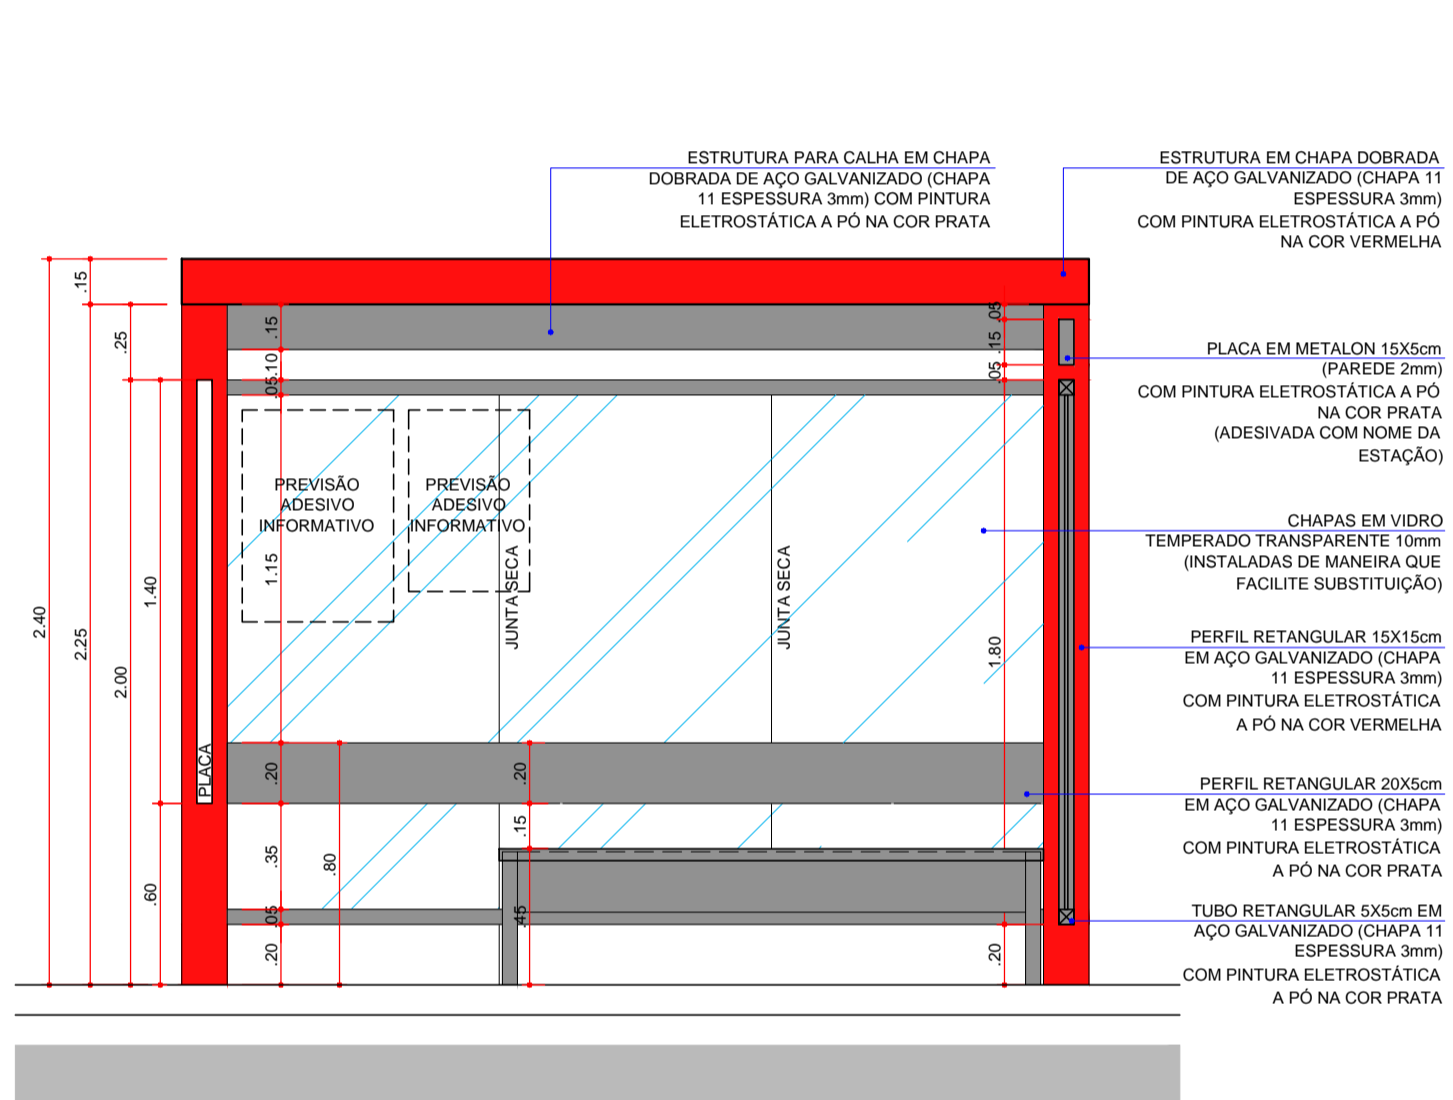 ESTRUTURA PARA CALHA EM CHAPA
DOBRADA DE AÇO GALVANIZADO (CHAPA
11 ESPESSURA 3mm) COM PINTURA
ELETROSTÁTICA A PÓ NA COR PRATA
ESTRUTURA EM CHAPA DOBRADA
DE AÇO GALVANIZADO (CHAPA 11
ESPESSURA 3mm)
COM PINTURA ELETROSTÁTICA A PÓ
NA COR VERMELHA
PLACA EM METALON 15X5cm
(PAREDE 2mm)
COM PINTURA ELETROSTÁTICA A PÓ
NA COR PRATA
(ADESIVADA COM NOME DA
ESTAÇÃO)
CHAPAS EM VIDRO
TEMPERADO TRANSPARENTE 10mm
(INSTALADAS DE MANEIRA QUE
FACILITE SUBSTITUIÇÃO)
PERFIL RETANGULAR 15X15cm
EM AÇO GALVANIZADO (CHAPA
11 ESPESSURA 3mm)
COM PINTURA ELETROSTÁTICA
A PÓ NA COR VERMELHA
PERFIL RETANGULAR 20X5cm
EM AÇO GALVANIZADO (CHAPA
11 ESPESSURA 3mm)
COM PINTURA ELETROSTÁTICA
A PÓ NA COR PRATA
TUBO RETANGULAR 5X5cm EM
AÇO GALVANIZADO (CHAPA 11
ESPESSURA 3mm)
COM PINTURA ELETROSTÁTICA
A PÓ NA COR PRATA
2.40
.15
2.25
.25
2.00
1.40
.60
PLACA
.15
.10
.05
1.15
.20
.35
.05
.20
.80
PREVISÃO
ADESIVO
INFORMATIVO
PREVISÃO
ADESIVO
INFORMATIVO
JUNTA SECA
JUNTA SECA
.20
.15
.45
.05
.15
.05
1.80
.20